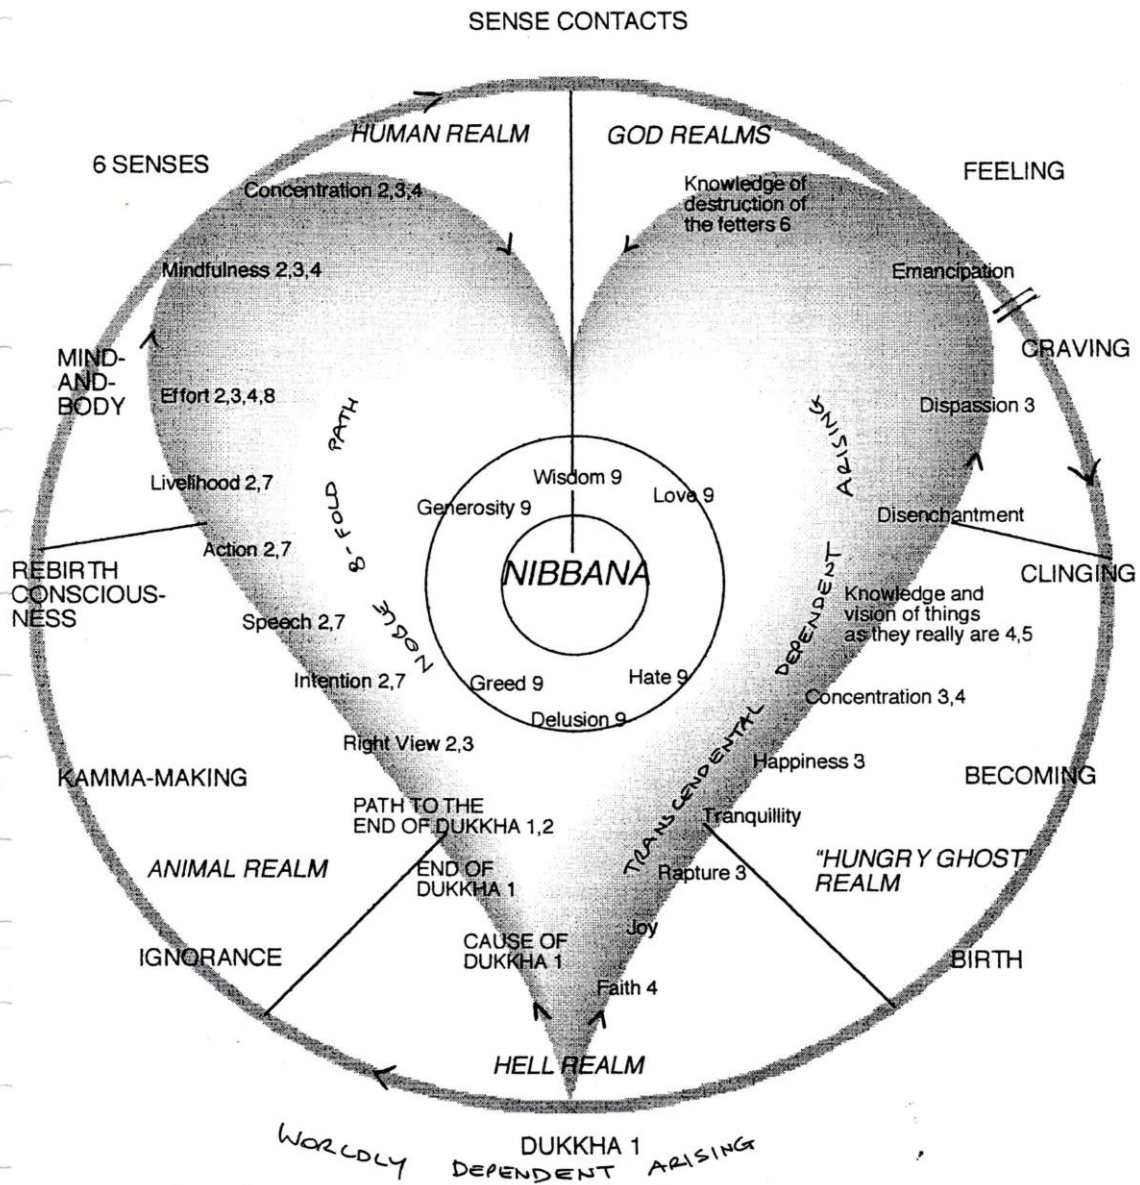 SENSE CONTACTS
HUMAN REALM
GOD REALMS
6 SENSES
FEELING
Concentration 2,3,4
Knowledge of
destruction of
the fetters 6
Mindfulness 2,3,4
Emancipation
MIND-
AND-
BODY
CRAVING
Effort 2,3,4,8
Dispassion 3
NOBLE 8-FOLD PATH
TRANSCENDENTAL DEPENDENT ARISING
Livelihood 2,7
Wisdom 9
Generosity 9
Love 9
Disenchantment
Action 2,7
NIBBANA
REBIRTH
CONSCIOUS-
NESS
CLINGING
Knowledge and
vision of things
as they really are 4,5
Speech 2,7
Intention 2,7
Greed 9
Hate 9
Delusion 9
Concentration 3,4
Right View 2,3
Happiness 3
KAMMA-MAKING
BECOMING
PATH TO THE
END OF DUKKHA 1,2
Tranquillity
ANIMAL REALM
END OF
DUKKHA 1
Rapture 3
"HUNGRY GHOST"
REALM
Joy
IGNORANCE
CAUSE OF
DUKKHA 1
BIRTH
Faith 4
HELL REALM
DUKKHA 1
WORLDLY DEPENDENT ARISING